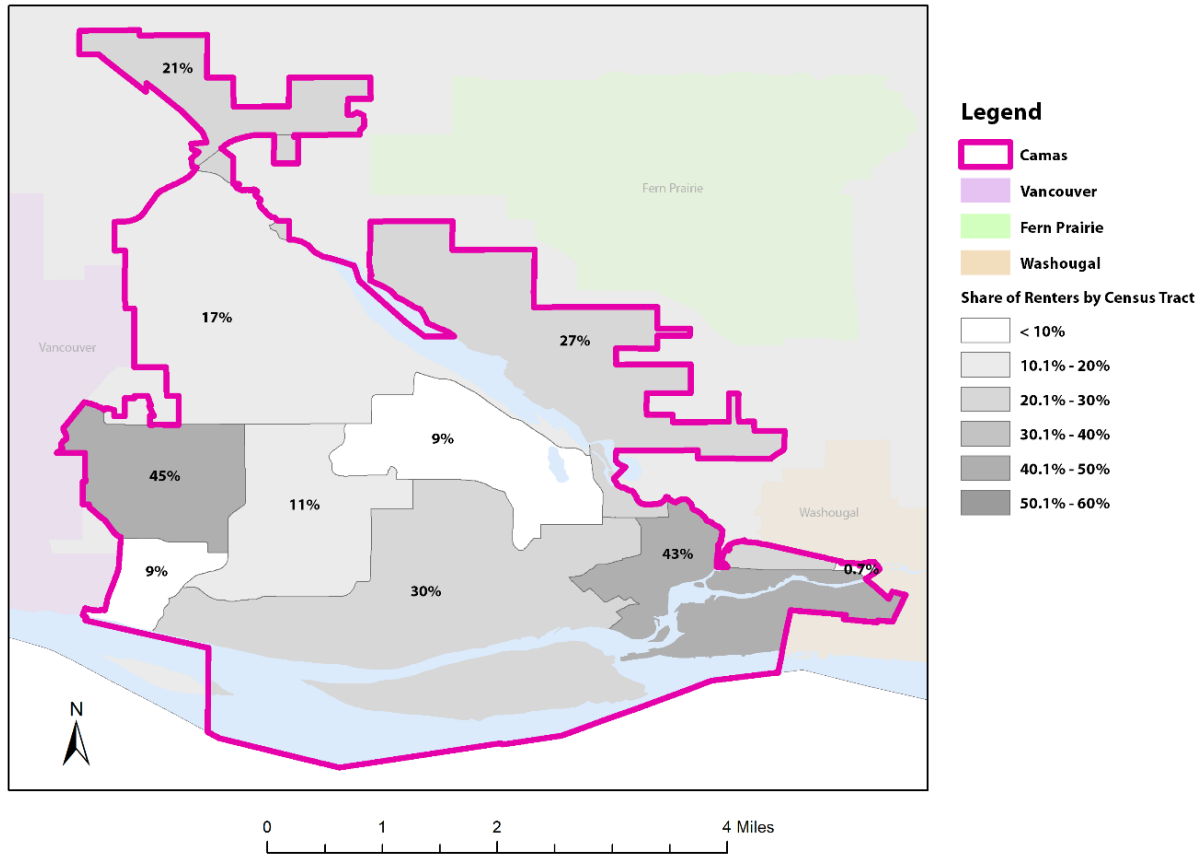 21%
Fern Prairie
17%
27%
Vancouver
9%
45%
11%
Washougal
43%
9%
0.7%
30%
N
0 1 2 4 Miles
Legend
Camas
Vancouver
Fern Prairie
Washougal
Share of Renters by Census Tract
< 10%
10.1% - 20%
20.1% - 30%
30.1% - 40%
40.1% - 50%
50.1% - 60%